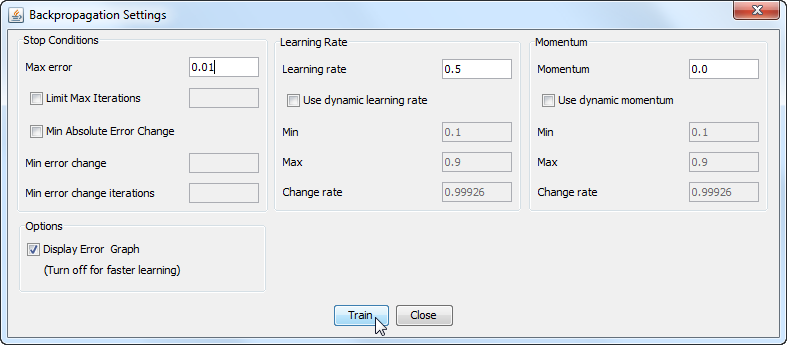 Backpropagation Settings
Stop Conditions
Max error 0.01
Limit Max Iterations
Min Absolute Error Change
Min error change
Min error change iterations
Learning Rate
Learning rate 0.5
Use dynamic learning rate
Min 0.1
Max 0.9
Change rate 0.99926
Momentum
Momentum 0.0
Use dynamic momentum
Min 0.1
Max 0.9
Change rate 0.99926
Options
Display Error Graph
(Turn off for faster learning)
Train Close